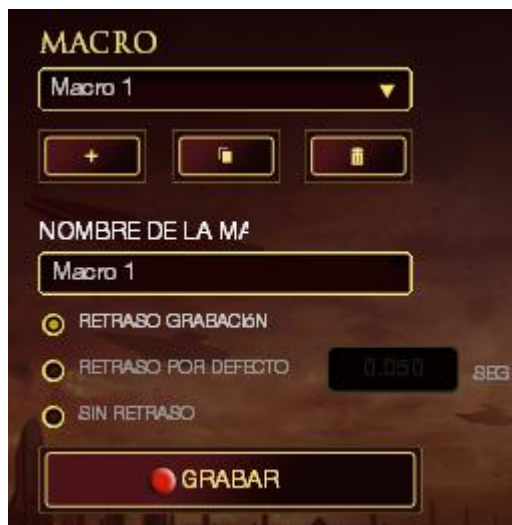 MACRO
Macro 1
NOMBRE DE LA MA
Macro 1
RETRASO GRABACIÓN
RETRASO POR DEFECTO 0.050 SEG
SIN RETRASO
GRABAR